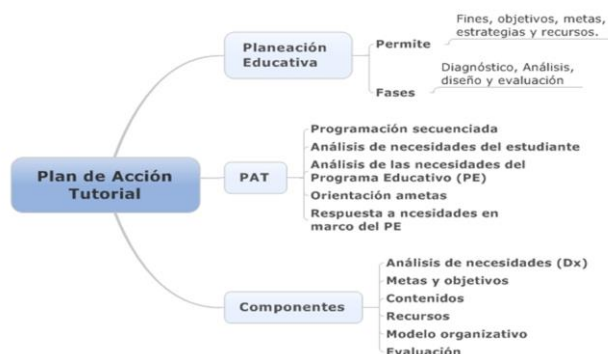 Plan de Acción
Tutorial
Planeación
Educativa
Permite
Fines, objetivos, metas,
estrategias y recursos.
Fases
Diagnóstico, Análisis,
diseño y evaluación
PAT
Programación secuenciada
Análisis de necesidades del estudiante
Análisis de las necesidades del
Programa Educativo (PE)
Orientación ametas
Respuesta a ncesidades en
marco del PE
Componentes
Análisis de necesidades (Dx)
Metas y objetivos
Contenidos
Recursos
Modelo organizativo
Evaluación